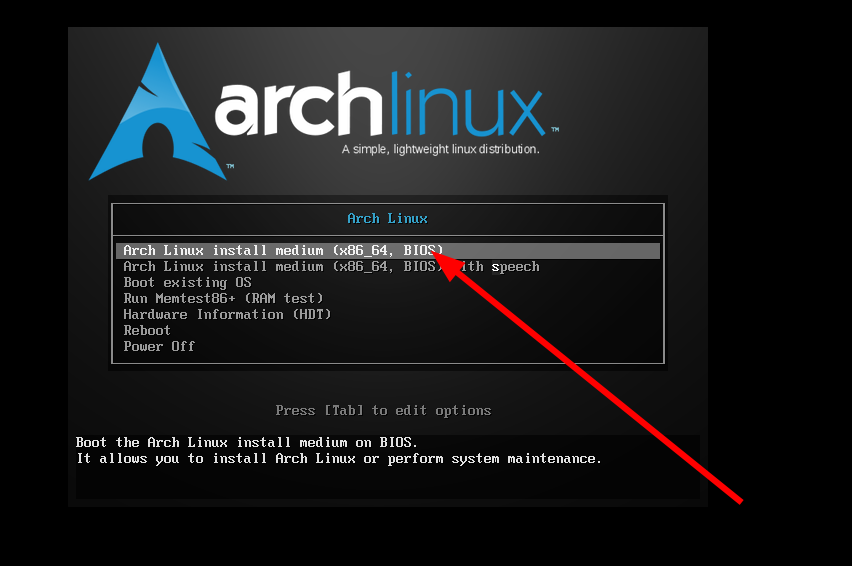 archlinux™
A simple, lightweight linux distribution.
™
Arch Linux
Arch Linux install medium (x86_64, BIOS)
Arch Linux install medium (x86_64, BIOS) with speech
Boot existing OS
Run Memtest86+ (RAM test)
Hardware Information (HDT)
Reboot
Power Off
Press [Tab] to edit options
Boot the Arch Linux install medium on BIOS.
It allows you to install Arch Linux or perform system maintenance.